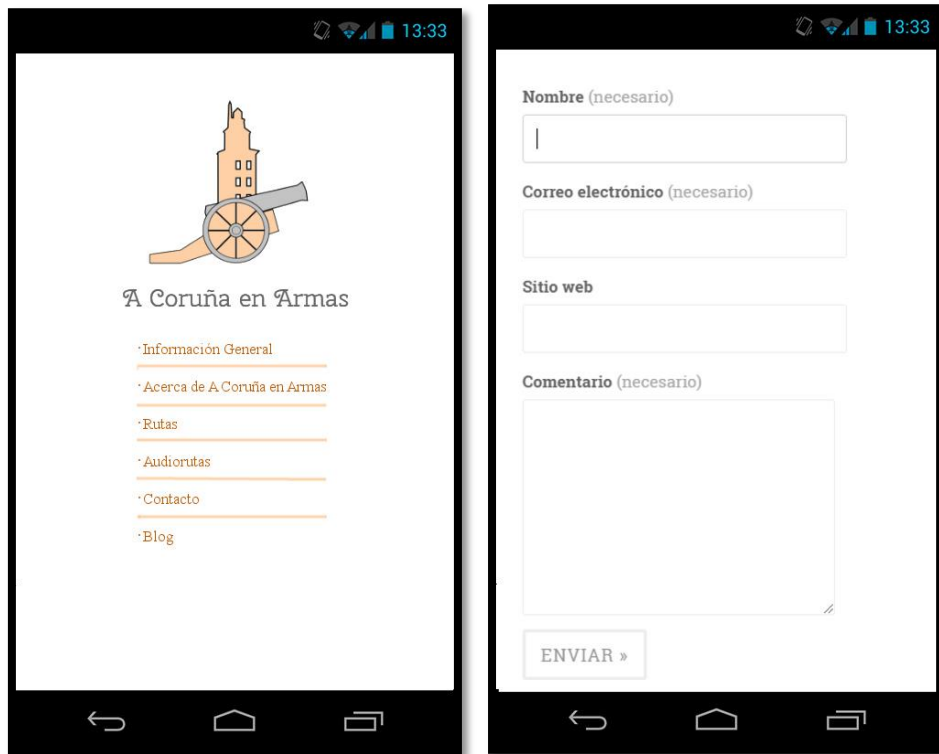 13:33
A Coruña en Armas
·Información General
·Acerca de A Coruña en Armas
·Rutas
·Audiorutas
·Contacto
·Blog
13:33
Nombre (necesario)
Correo electrónico (necesario)
Sitio web
Comentario (necesario)
ENVIAR »